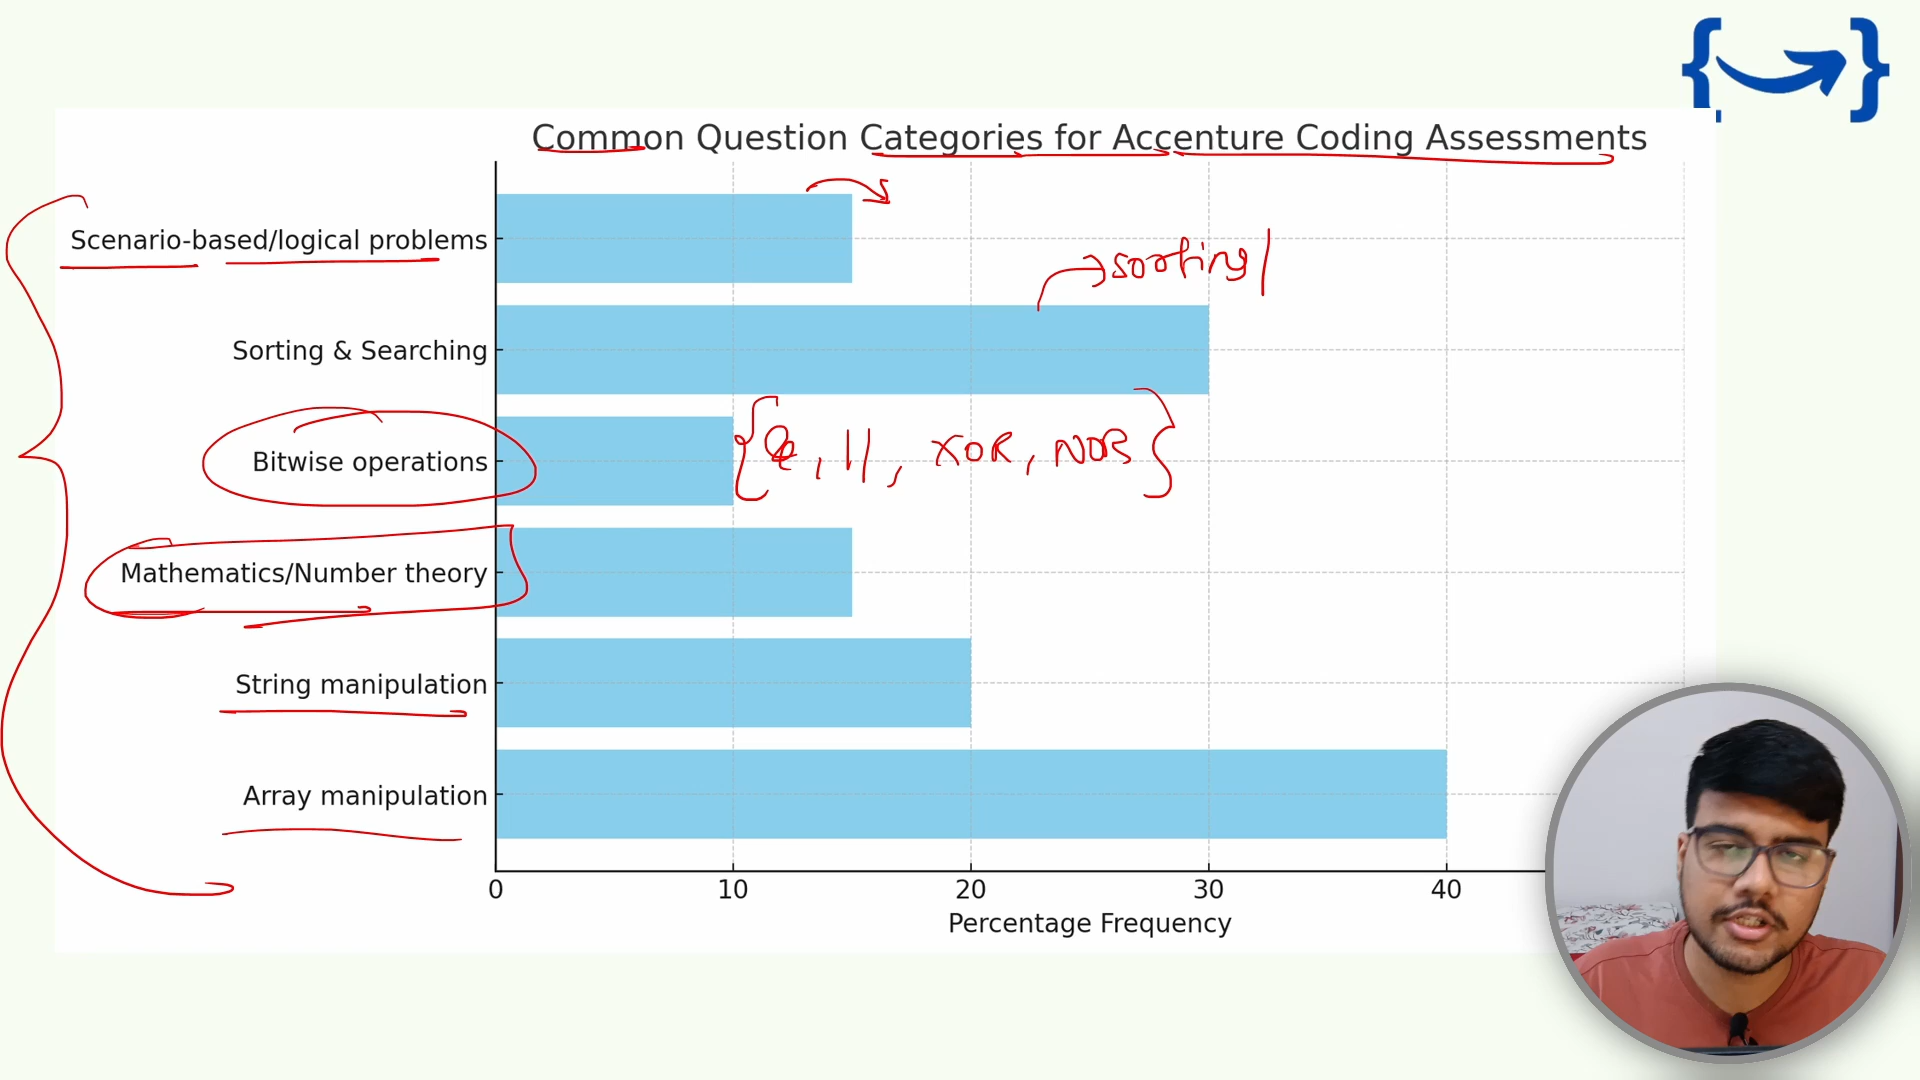 Common Question Categories for Accenture Coding Assessments
Scenario-based/logical problems
sorting
Sorting & Searching
Bitwise operations
{&, ||, XOR, NOR}
Mathematics/Number theory
String manipulation
Array manipulation
0 10 20 30 40
Percentage Frequency